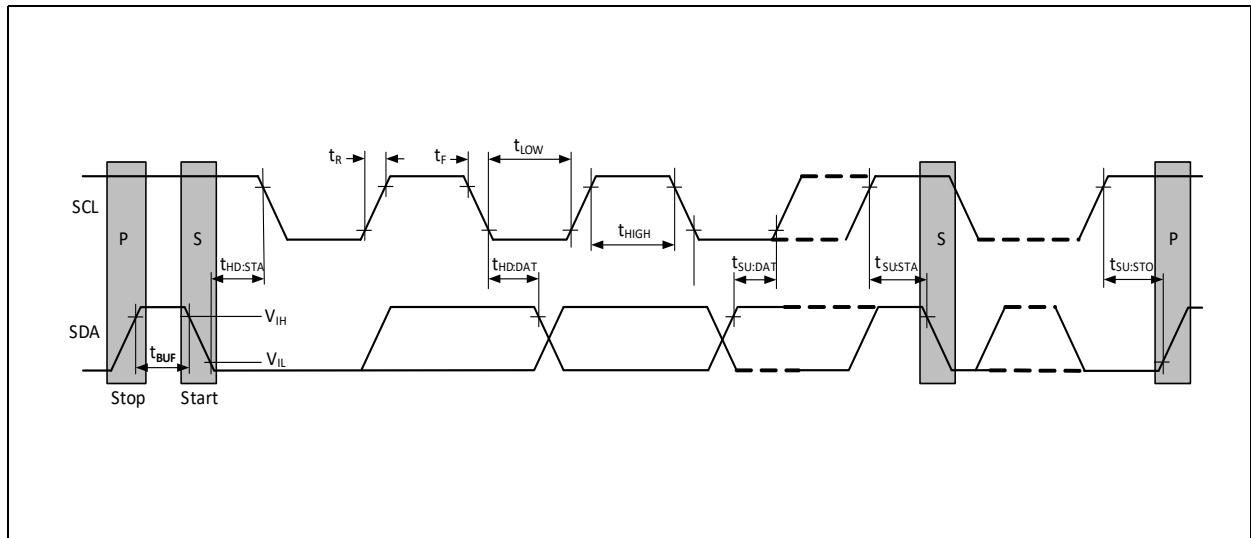 tR
tF
tLOW
SCL
P
S
tHIGH
S
P
tHD:STA
tHD:DAT
tSU:DAT
tSU:STA
tSU:STO
VIH
SDA
tBUF
VIL
Stop
Start